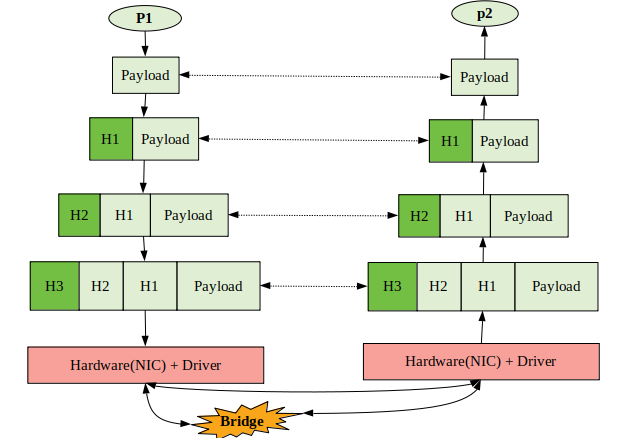 P1
p2
Payload
Payload
H1 Payload
H1 Payload
H2 H1 Payload
H2 H1 Payload
H3 H2 H1 Payload
H3 H2 H1 Payload
Hardware(NIC) + Driver
Hardware(NIC) + Driver
Bridge